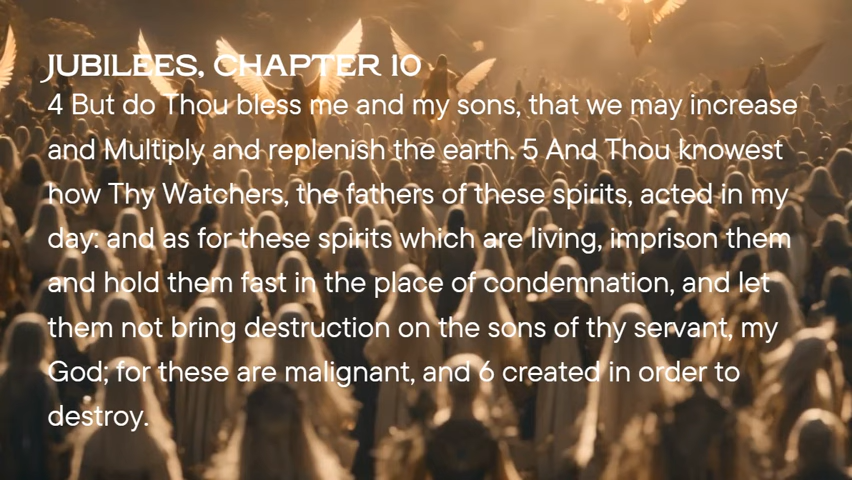 JUBILEES, CHAPTER 10
4 But do Thou bless me and my sons, that we may increase
and Multiply and replenish the earth. 5 And Thou knowest
how Thy Watchers, the fathers of these spirits, acted in my
day: and as for these spirits which are living, imprison them
and hold them fast in the place of condemnation, and let
them not bring destruction on the sons of thy servant, my
God; for these are malignant, and 6 created in order to
destroy.